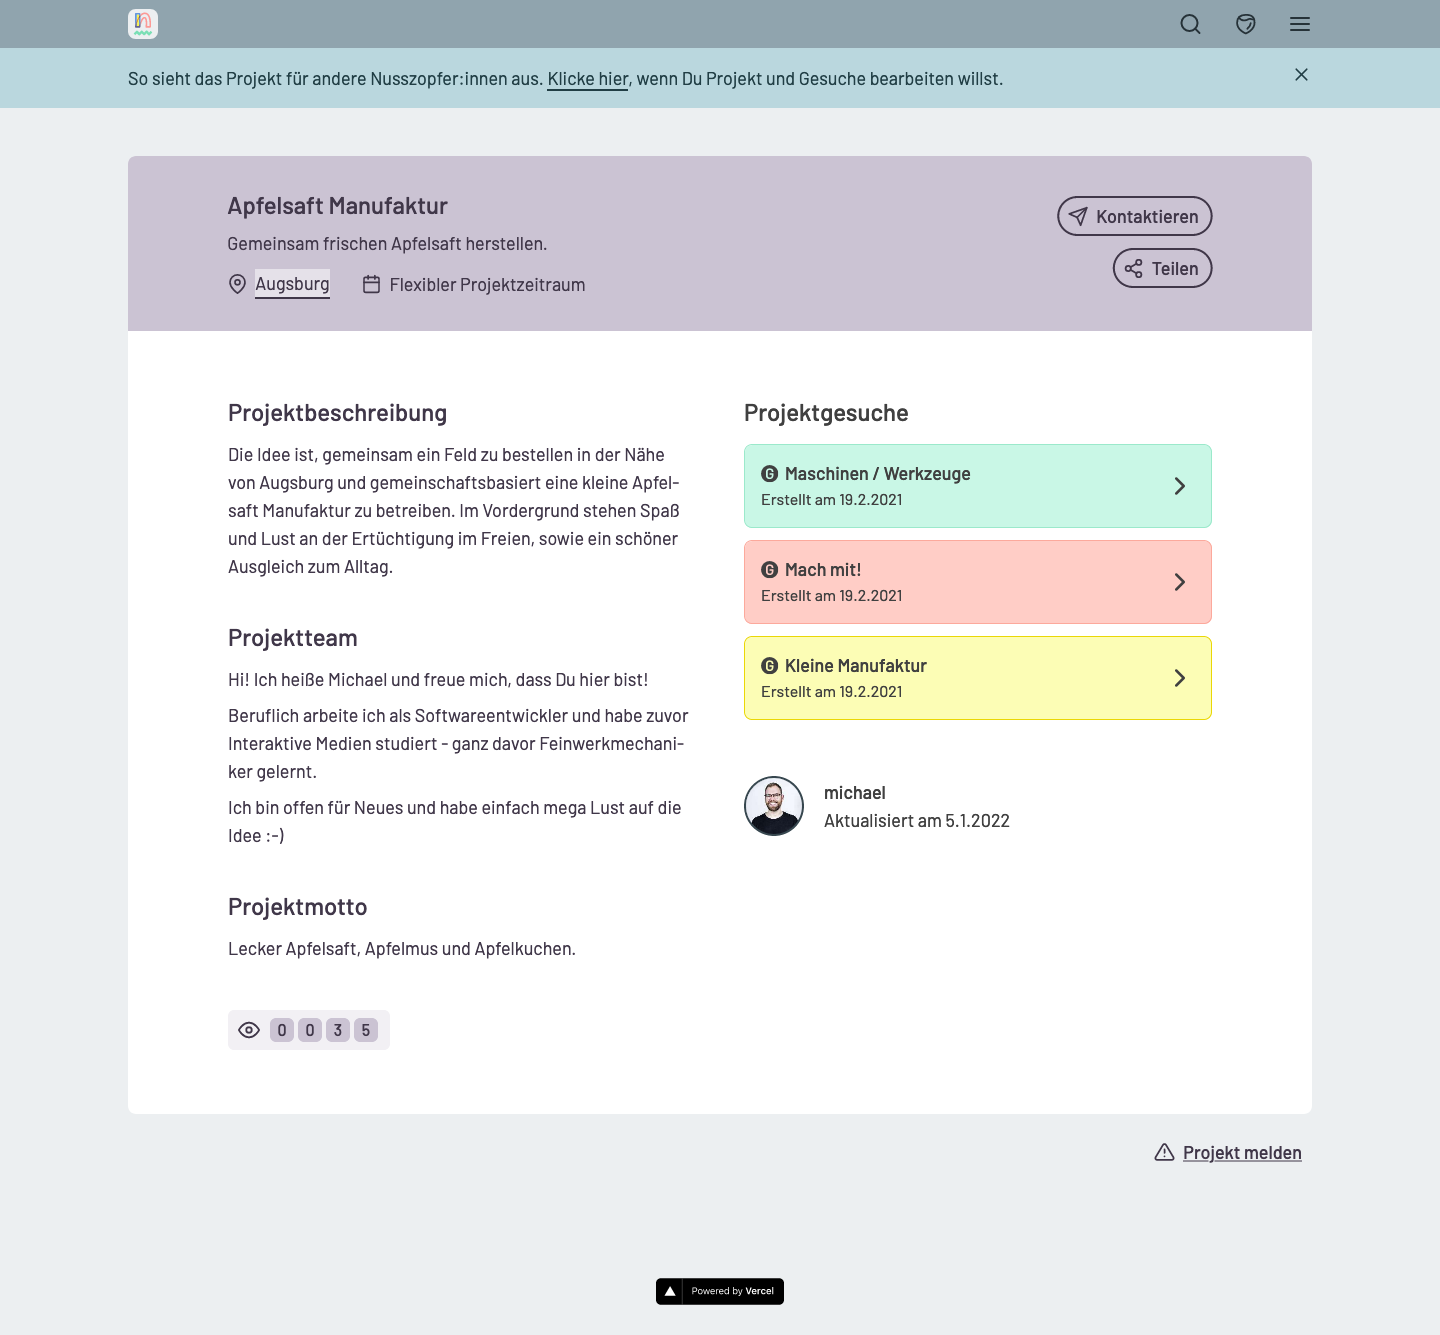 So sieht das Projekt für andere Nusszopfer:innen aus. Klicke hier, wenn Du Projekt und Gesuche bearbeiten willst.
Apfelsaft Manufaktur
Gemeinsam frischen Apfelsaft herstellen.
Augsburg
Flexibler Projektzeitraum
Kontaktieren
Teilen
Projektbeschreibung
Die Idee ist, gemeinsam ein Feld zu bestellen in der Nähe
von Augsburg und gemeinschaftsbasiert eine kleine Apfel-
saft Manufaktur zu betreiben. Im Vordergrund stehen Spaß
und Lust an der Ertüchtigung im Freien, sowie ein schöner
Ausgleich zum Alltag.
Projektteam
Hi! Ich heiße Michael und freue mich, dass Du hier bist!
Beruflich arbeite ich als Softwareentwickler und habe zuvor
Interaktive Medien studiert - ganz davor Feinwerkmechani-
ker gelernt.
Ich bin offen für Neues und habe einfach mega Lust auf die
Idee :-)
Projektmotto
Lecker Apfelsaft, Apfelmus und Apfelkuchen.
0 0 3 5
Projektgesuche
G Maschinen / Werkzeuge
Erstellt am 19.2.2021
G Mach mit!
Erstellt am 19.2.2021
G Kleine Manufaktur
Erstellt am 19.2.2021
michael
Aktualisiert am 5.1.2022
Projekt melden
Powered by Vercel